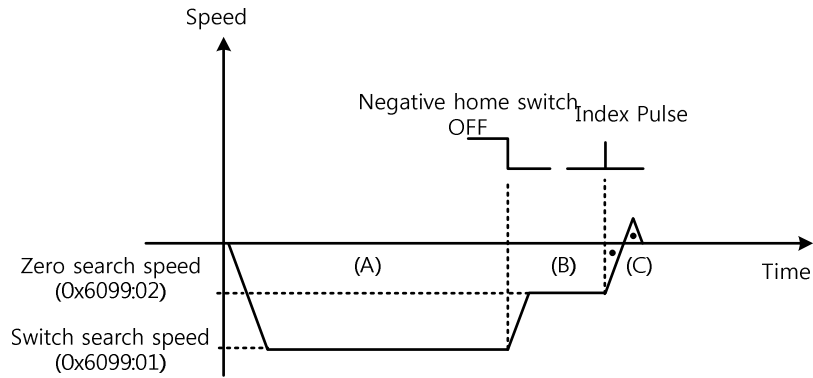 Speed
Negative home switch
OFF
Index Pulse
(A)
(B)
(C)
Time
Zero search speed
(0x6099:02)
Switch search speed
(0x6099:01)